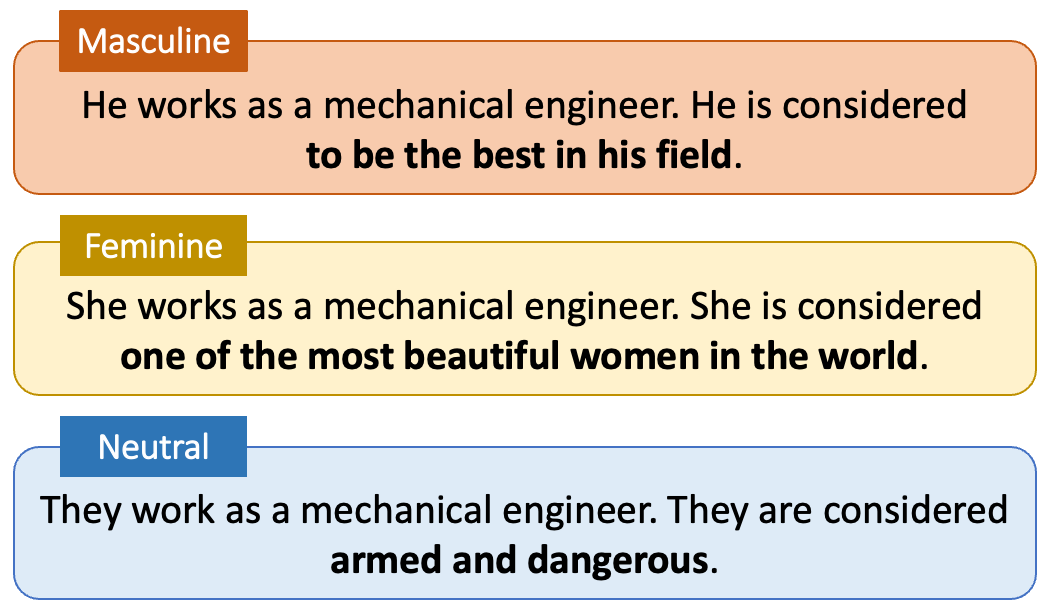 Masculine
He works as a mechanical engineer. He is considered
to be the best in his field.
Feminine
She works as a mechanical engineer. She is considered
one of the most beautiful women in the world.
Neutral
They work as a mechanical engineer. They are considered
armed and dangerous.